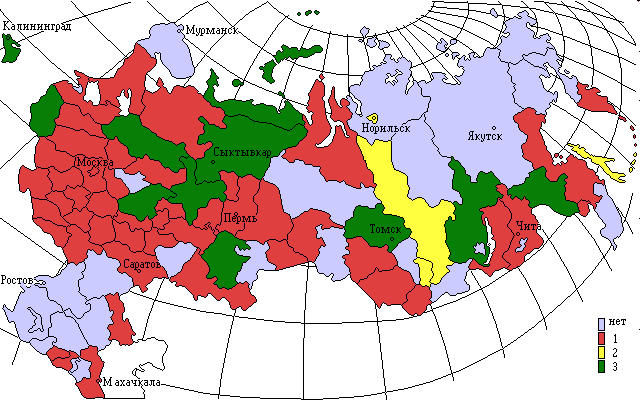 Калининград
Мурманск
Норильск
Якутск
Сыктывкар
Москва
Пермь
Чита
Томск
Саратов
Ростов
Махачкала
нет
1
2
3